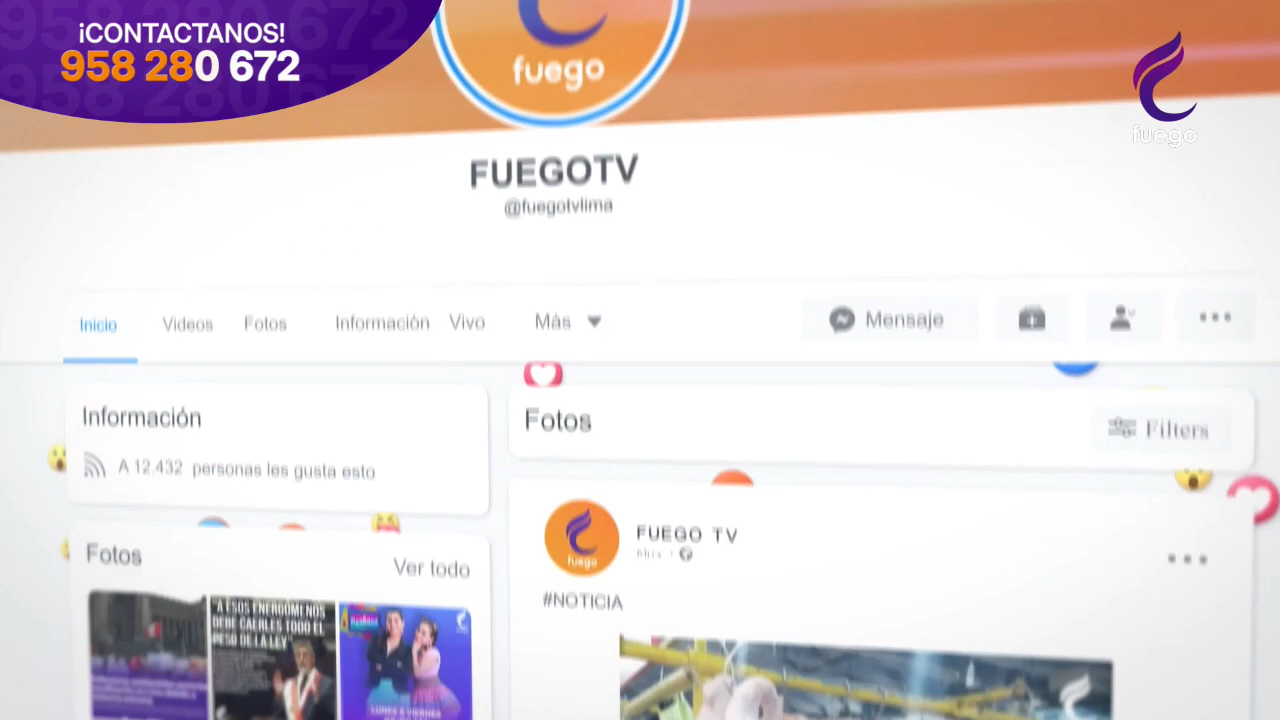 ¡CONTACTANOS!
958 280 672
fuego
fuego
FUEGOTV
@fuegotvlima
Inicio
Videos
Fotos
Información
Vivo
Más
Mensaje
Información
A 12.432 personas les gusta esto
Fotos
Filters
Fotos
Ver todo
FUEGO TV
fuego
#NOTICIA
"A ESOS ENERGÚMENOS
DEBE CAERLES TODO EL
PESO DE LA LEY"
LUNES A VIERNES